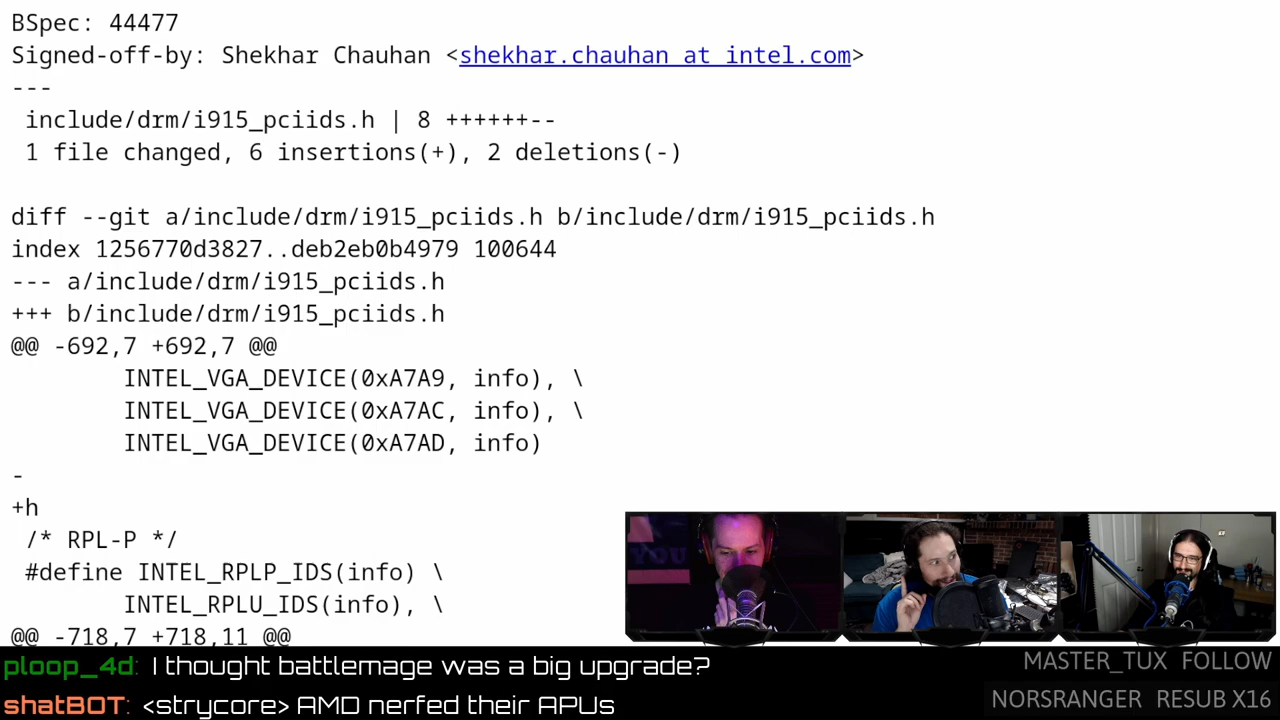 BSpec: 44477
Signed-off-by: Shekhar Chauhan <shekhar.chauhan at intel.com>
---
 include/drm/i915_pciids.h | 8 ++++++--
 1 file changed, 6 insertions(+), 2 deletions(-)
diff --git a/include/drm/i915_pciids.h b/include/drm/i915_pciids.h
index 1256770d3827..deb2eb0b4979 100644
--- a/include/drm/i915_pciids.h
+++ b/include/drm/i915_pciids.h
@@ -692,7 +692,7 @@
        INTEL_VGA_DEVICE(0xA7A9, info), \
        INTEL_VGA_DEVICE(0xA7AC, info), \
        INTEL_VGA_DEVICE(0xA7AD, info)
-
+h
 /* RPL-P */
 #define INTEL_RPLP_IDS(info) \
        INTEL_RPLU_IDS(info), \
@@ -718,7 +718,11 @@
YOU
ploop_4d: I thought battlemage was a big upgrade?
shatBOT: <strycore> AMD nerfed their APUs
MASTER_TUX FOLLOW
NORSRANGER RESUB X16